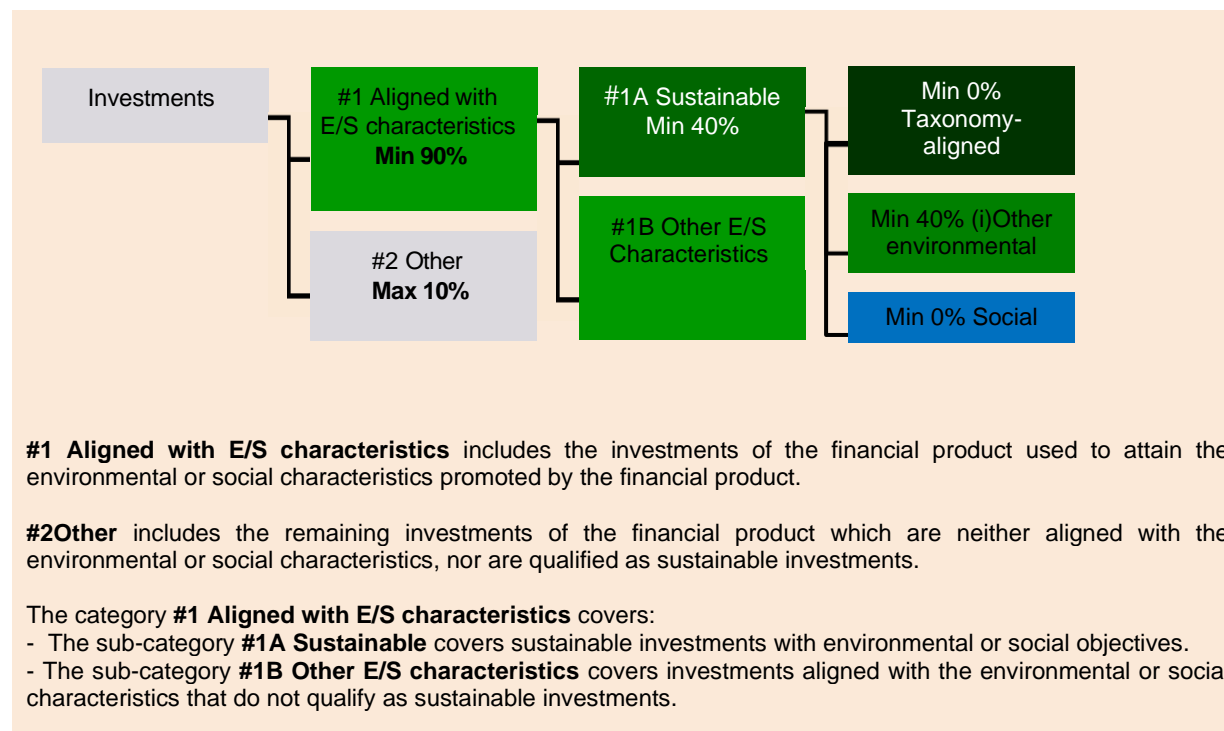 Investments
#1 Aligned with
E/S characteristics
Min 90%
#2 Other
Max 10%
#1A Sustainable
Min 40%
#1B Other E/S
Characteristics
Min 0%
Taxonomy-
aligned
Min 40% (i)Other
environmental
Min 0% Social
#1 Aligned with E/S characteristics includes the investments of the financial product used to attain the
environmental or social characteristics promoted by the financial product.
#2Other includes the remaining investments of the financial product which are neither aligned with the
environmental or social characteristics, nor are qualified as sustainable investments.
The category #1 Aligned with E/S characteristics covers:
- The sub-category #1A Sustainable covers sustainable investments with environmental or social objectives.
- The sub-category #1B Other E/S characteristics covers investments aligned with the environmental or social
characteristics that do not qualify as sustainable investments.